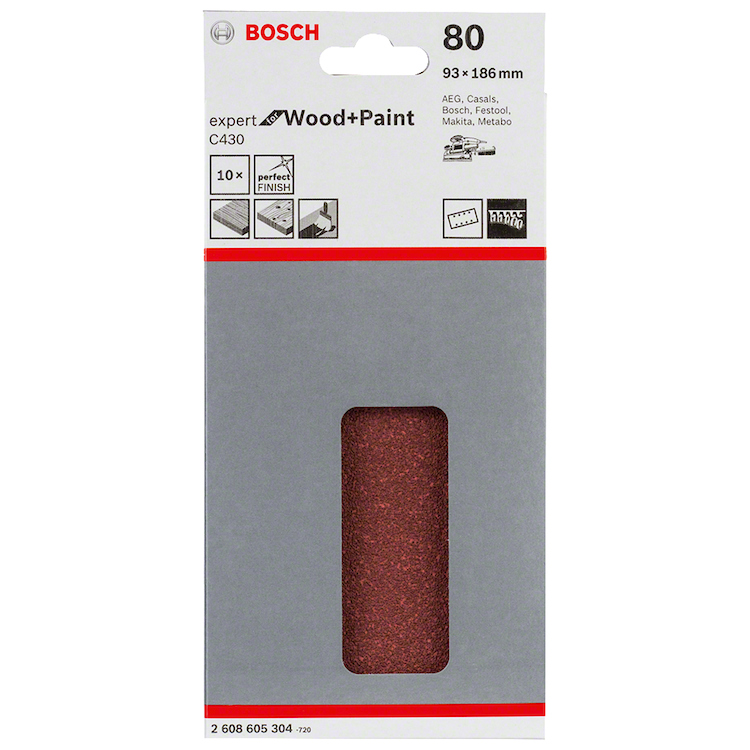 BOSCH
80
93 × 186 mm
AEG, Casals,
Bosch, Festool,
Makita, Metabo
expert for Wood+Paint
C430
10×
perfect
FINISH
2 608 605 304 -720